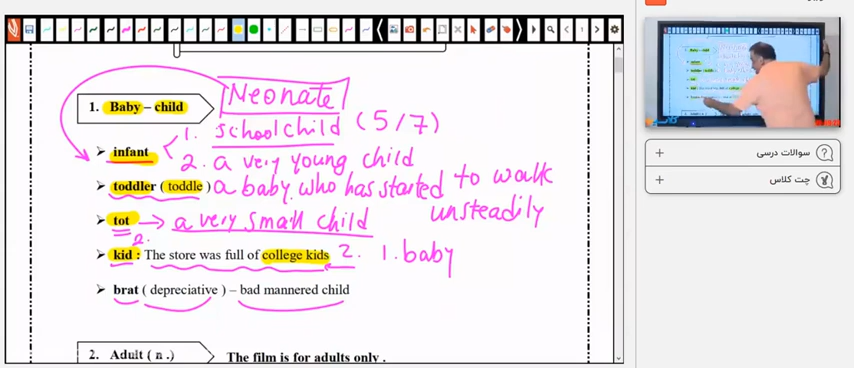 1. Baby – child
Neonate
1. school child (5/7)
➢ infant
2. a very young child
➢ toddler ( toddle ) a baby who has started to walk unsteadily
➢ tot → a very small child
2.
➢ kid : The store was full of college kids 2. 1. baby
➢ brat ( depreciative ) – bad mannered child
2. Adult ( n. )
The film is for adults only .
سوالات درسی
چت کلاس